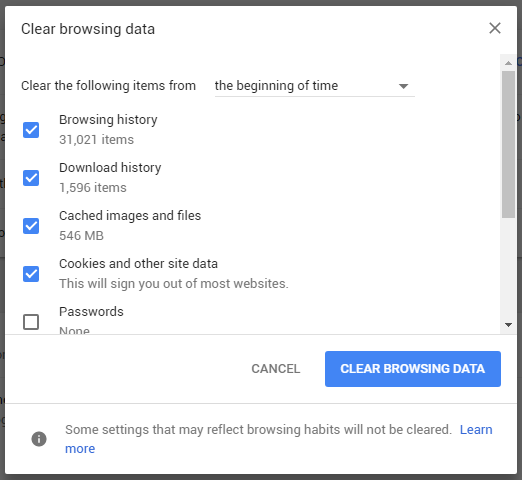 Clear browsing data
Clear the following items from the beginning of time
Browsing history
31,021 items
Download history
1,596 items
Cached images and files
546 MB
Cookies and other site data
This will sign you out of most websites.
Passwords
None
CANCEL CLEAR BROWSING DATA
Some settings that may reflect browsing habits will not be cleared. Learn
more